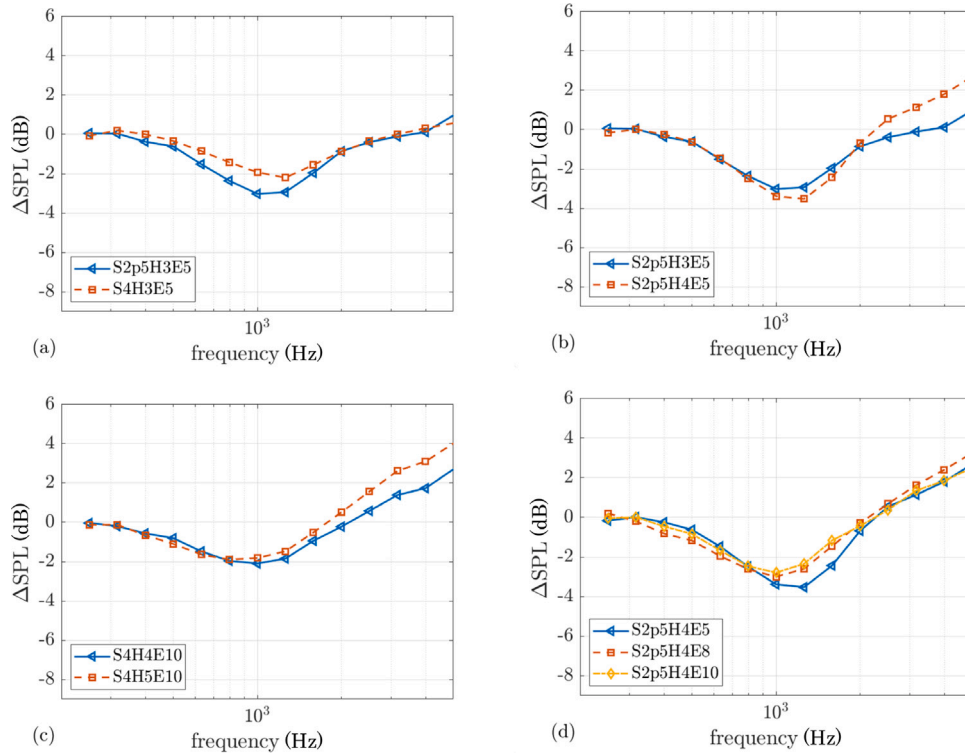 6
4
2
0
-2
-4
-6
-8
ΔSPL (dB)
S2p5H3E5
S4H3E5
10³
(a)
frequency (Hz)
6
4
2
0
-2
-4
-6
-8
ΔSPL (dB)
S2p5H3E5
S2p5H4E5
10³
(b)
frequency (Hz)
6
4
2
0
-2
-4
-6
-8
ΔSPL (dB)
S4H4E10
S4H5E10
10³
(c)
frequency (Hz)
6
4
2
0
-2
-4
-6
-8
ΔSPL (dB)
S2p5H4E5
S2p5H4E8
S2p5H4E10
10³
(d)
frequency (Hz)